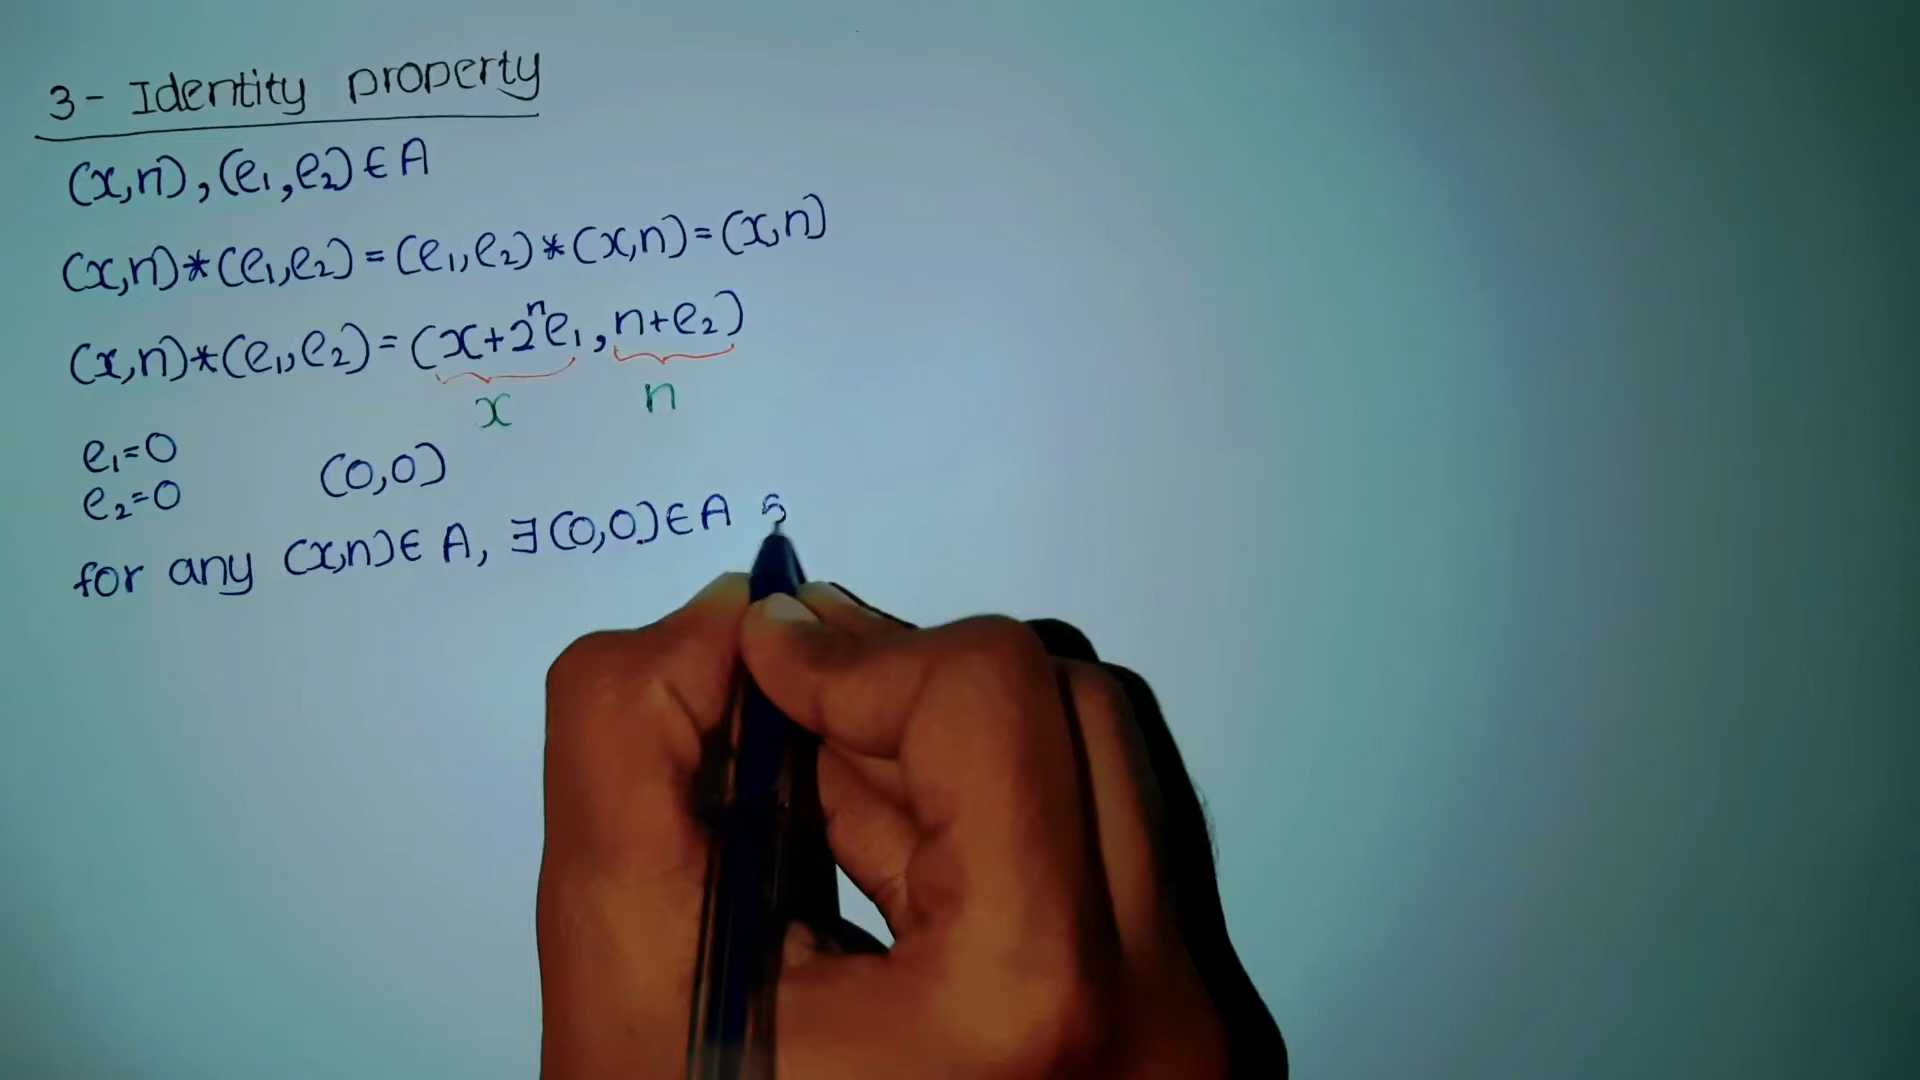 3- Identity property
(x,n),(e₁,e₂)∈A
(x,n)*(e₁,e₂)=(e₁,e₂)*(x,n)=(x,n)
(x,n)*(e₁,e₂)=(x+2ⁿe₁,n+e₂)
x n
e₁=0
(0,0)
e₂=0
for any (x,n)∈A, ∃(0,0)∈A s